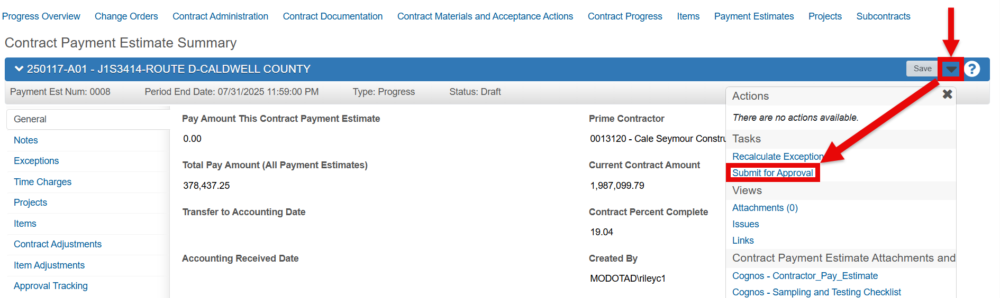 Progress Overview Change Orders Contract Administration Contract Documentation Contract Materials and Acceptance Actions Contract Progress Items Payment Estimates Projects Subcontracts
Contract Payment Estimate Summary
250117-A01 - J1S3414-ROUTE D-CALDWELL COUNTY
Save
?
Payment Est Num: 0008 Period End Date: 07/31/2025 11:59:00 PM Type: Progress Status: Draft
General
Notes
Exceptions
Time Charges
Projects
Items
Contract Adjustments
Item Adjustments
Approval Tracking
Pay Amount This Contract Payment Estimate
0.00
Total Pay Amount (All Payment Estimates)
378,437.25
Transfer to Accounting Date
Accounting Received Date
Prime Contractor
0013120 - Cale Seymour Constru
Current Contract Amount
1,987,099.79
Contract Percent Complete
19.04
Created By
MODOTAD\rileyc1
Actions
There are no actions available.
Tasks
Recalculate Exception
Submit for Approval
Views
Attachments (0)
Issues
Links
Contract Payment Estimate Attachments and
Cognos - Contractor_Pay_Estimate
Cognos - Sampling and Testing Checklist